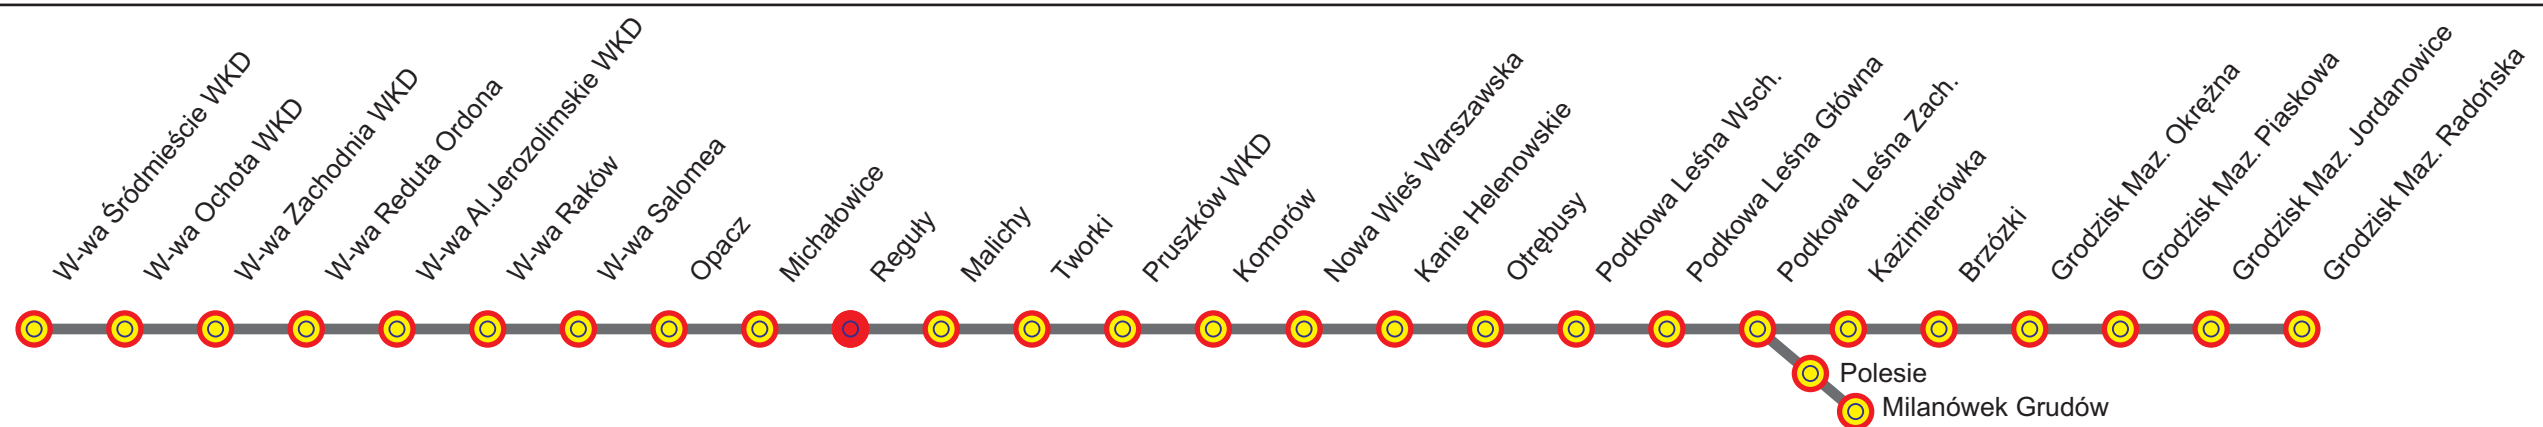 W-wa Śródmieście WKD
W-wa Ochota WKD
W-wa Zachodnia WKD
W-wa Reduta Ordona
W-wa Al.Jerozolimskie WKD
W-wa Raków
W-wa Salomea
Opacz
Michałowice
Reguły
Malichy
Tworki
Pruszków WKD
Komorów
Nowa Wieś Warszawska
Kanie Helenowskie
Otrębusy
Podkowa Leśna Wsch.
Podkowa Leśna Główna
Podkowa Leśna Zach.
Kazimierówka
Brzózki
Grodzisk Maz. Okrężna
Grodzisk Maz. Piaskowa
Grodzisk Maz. Jordanowice
Grodzisk Maz. Radońska
Polesie
Milanówek Grudów